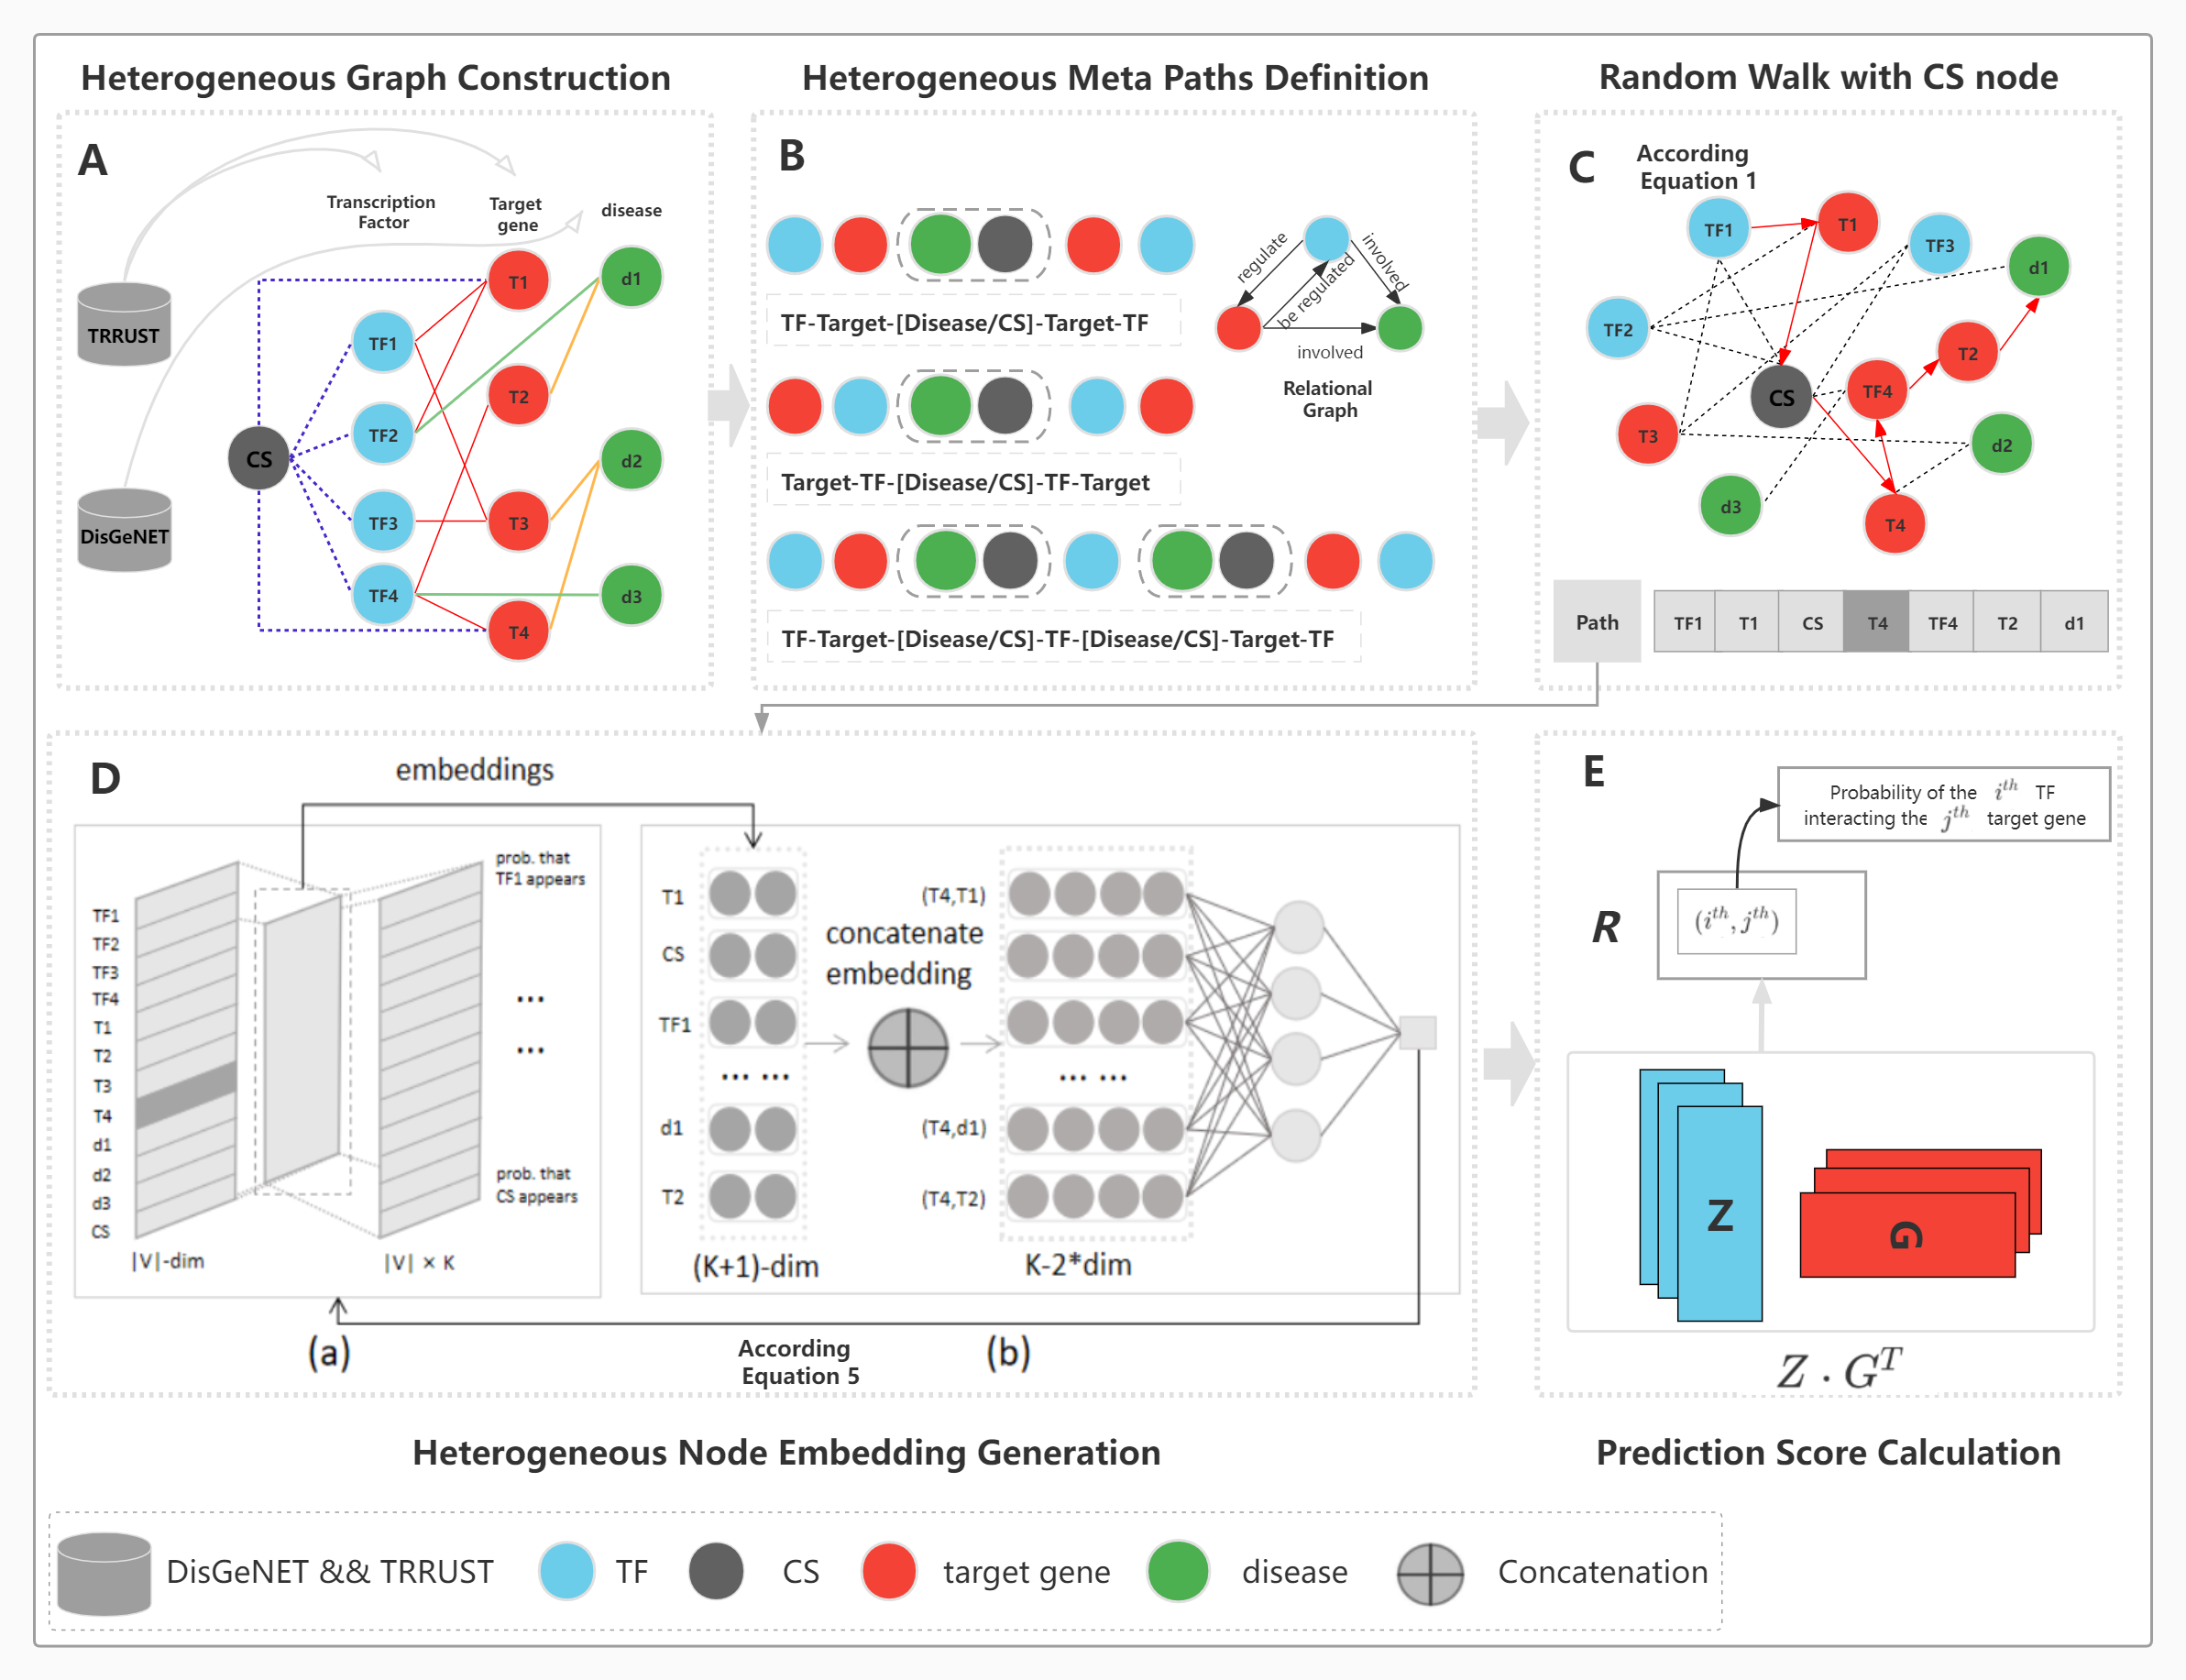 Heterogeneous Graph Construction
A
Transcription
Factor
Target
gene
disease
TRRUST
DisGeNET
CS
TF1
TF2
TF3
TF4
T1
T2
T3
T4
d1
d2
d3
Heterogeneous Meta Paths Definition
B
TF-Target-[Disease/CS]-Target-TF
Target-TF-[Disease/CS]-TF-Target
TF-Target-[Disease/CS]-TF-[Disease/CS]-Target-TF
regulate
be regulated
involved
involved
Relational
Graph
Random Walk with CS node
C
According
Equation 1
TF1
T1
TF3
d1
TF2
T2
CS
TF4
T3
d2
d3
T4
Path
TF1 T1 CS T4 TF4 T2 d1
D
embeddings
TF1
TF2
TF3
TF4
T1
T2
T3
T4
d1
d2
d3
CS
|V|-dim
|V| × K
prob. that
TF1 appears
...
...
prob. that
CS appears
(a)
T1
CS
TF1
... ...
d1
T2
(K+1)-dim
concatenate
embedding
(T4,T1)
... ...
(T4,d1)
(T4,T2)
K-2*dim
According
Equation 5
(b)
Heterogeneous Node Embedding Generation
E
Probability of the i^th TF
interacting the j^th target gene
R
(i^th, j^th)
Z
G
Z · G^T
Prediction Score Calculation
DisGeNET && TRRUST
TF
CS
target gene
disease
Concatenation